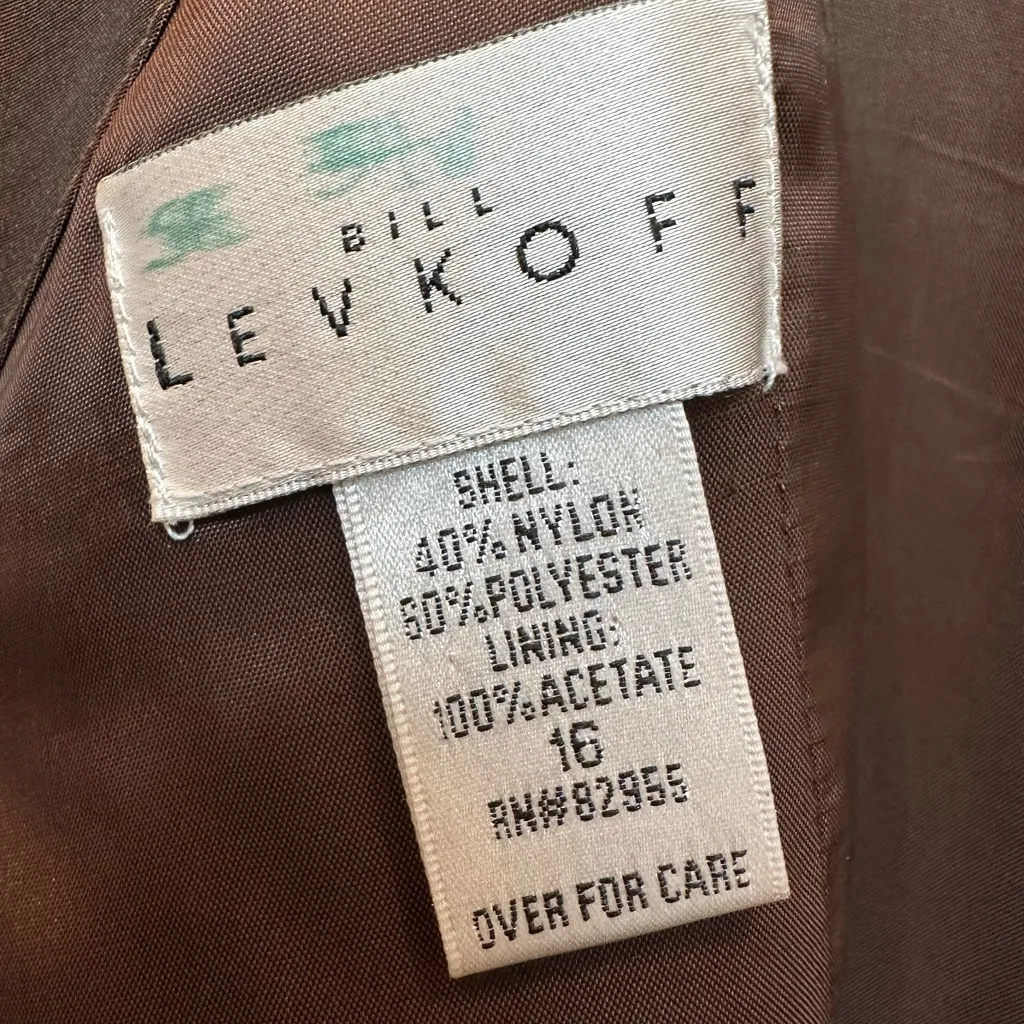 BILL
LEVKOFF
SHELL:
40% NYLON
60% POLYESTER
LINING:
100% ACETATE
16
RN#82955
OVER FOR CARE